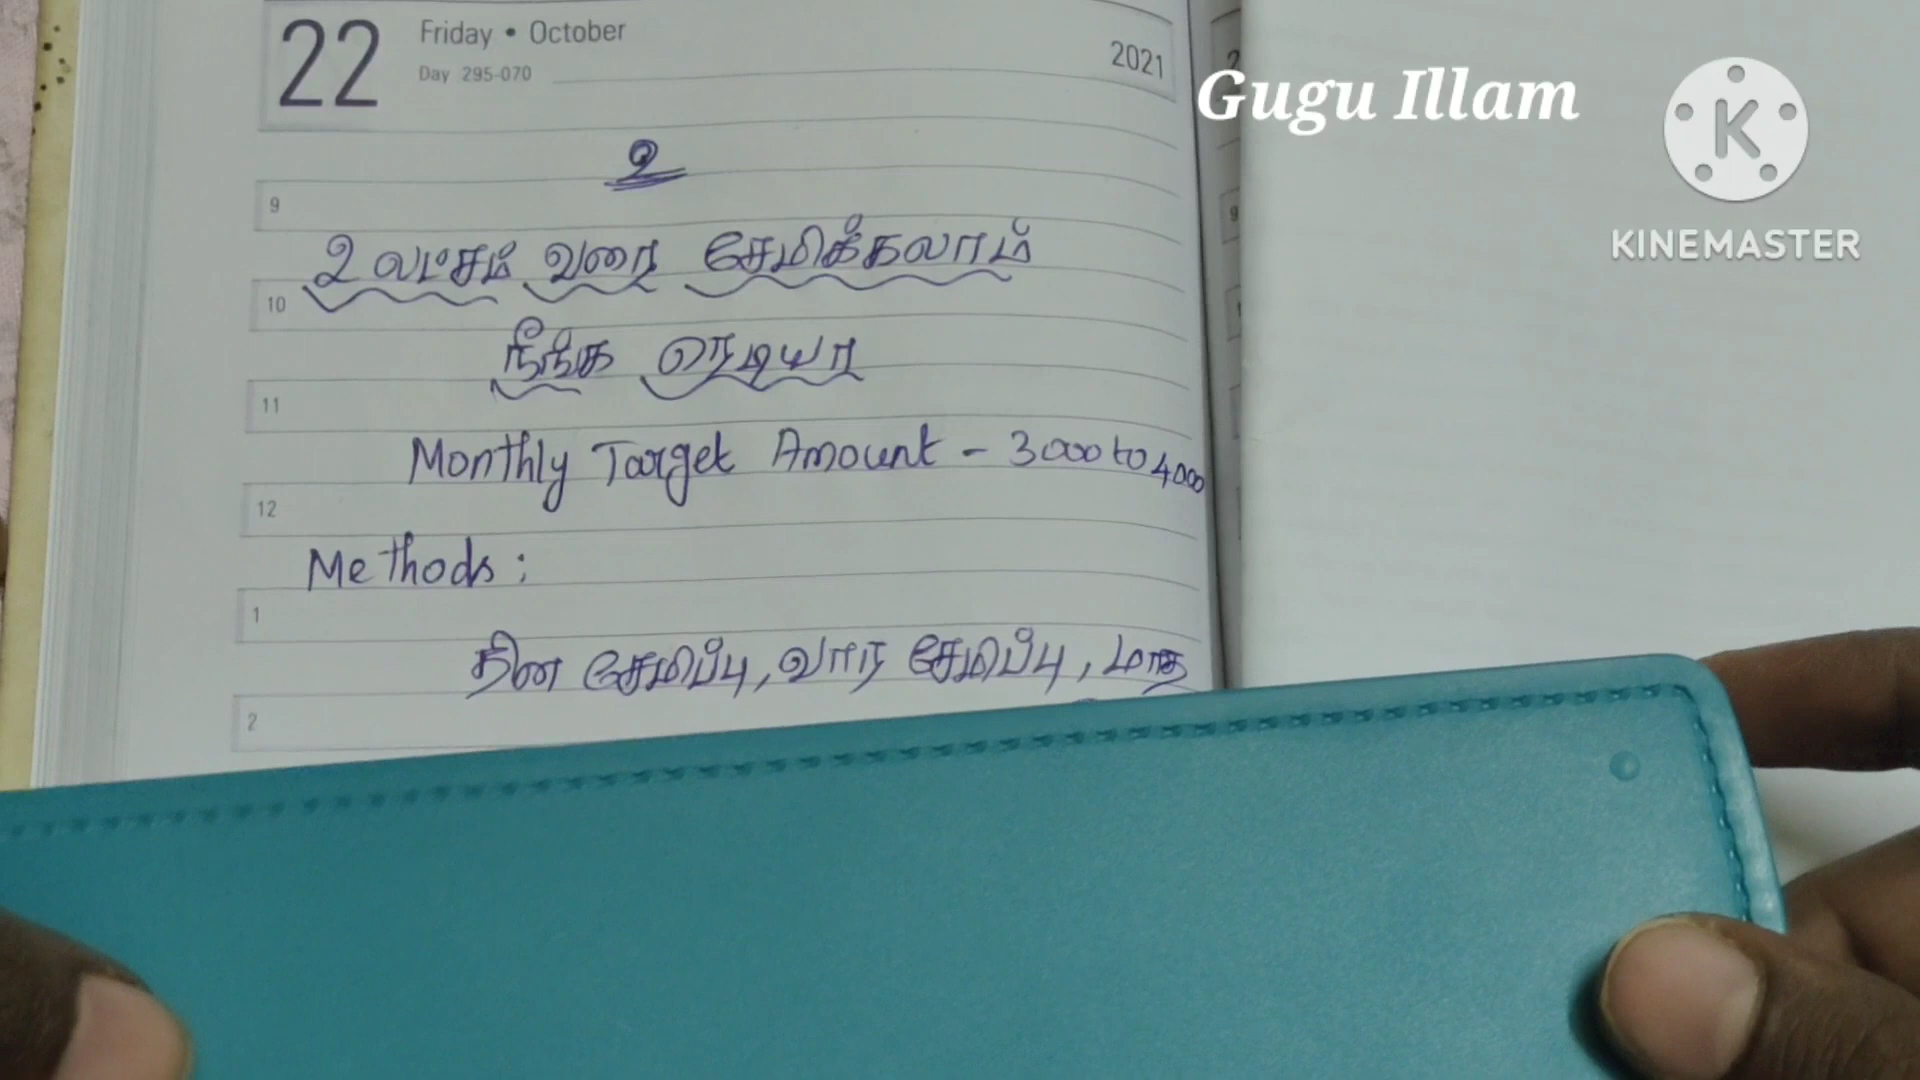 22
Friday • October
Day 295-070
2021
Gugu Illam
KINEMASTER
உ
9
2 லட்சம் வரை சேமிக்கலாம்
10
நீங்க ரெடியா
11
Monthly Target Amount - 3000 to 4000
12
Methods:
1
தின சேமிப்பு, வார சேமிப்பு, மாத
2